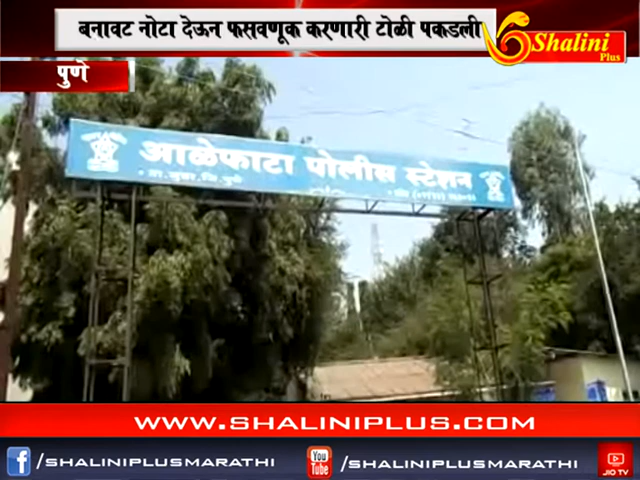 बनावट नोटा देऊन फसवणूक करणारी टोळी पकडली
Shalini
Plus
पुणे
आळेफाटा पोलीस स्टेशन
WWW.SHALINIPLUS.COM
f /SHALINIPLUSMARATHI
You Tube /SHALINIPLUSMARATHI
JIO TV